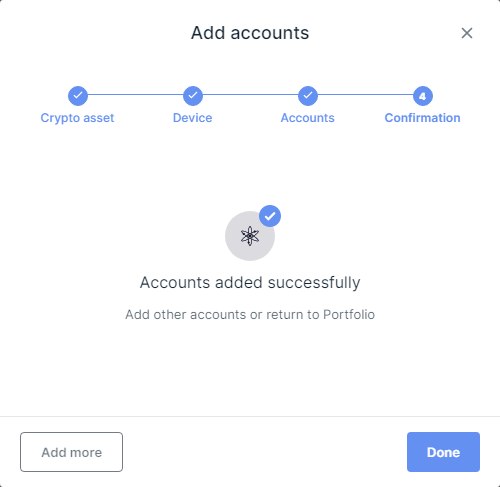 Add accounts
Crypto asset
Device
Accounts
4
Confirmation
Accounts added successfully
Add other accounts or return to Portfolio
Add more
Done